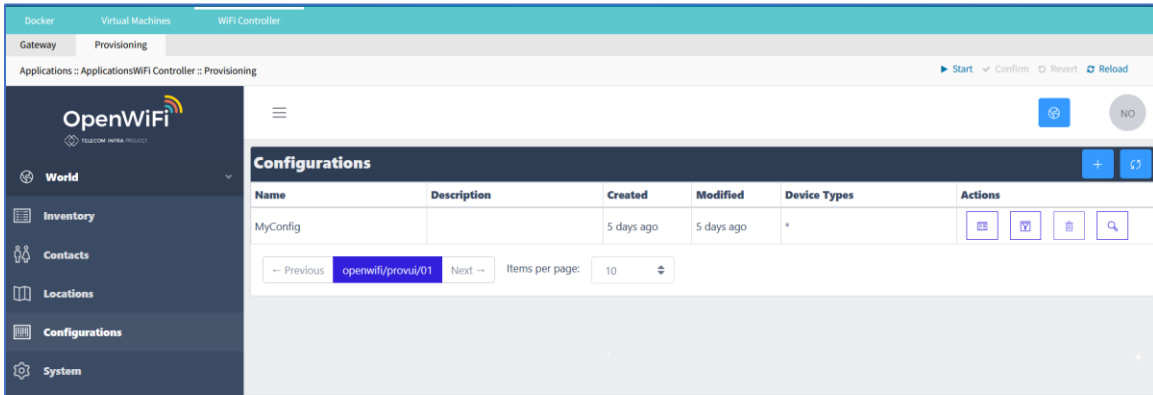 Docker Virtual Machines WiFi Controller
Gateway Provisioning
Applications :: ApplicationsWiFi Controller :: Provisioning Start Confirm Revert Reload
OpenWiFi
TELECOM INFRA PROJECT
NO
World
Inventory
Contacts
Locations
Configurations
System
Configurations
Name Description Created Modified Device Types Actions
MyConfig 5 days ago 5 days ago *
← Previous openwifi/provui/01 Next → Items per page: 10